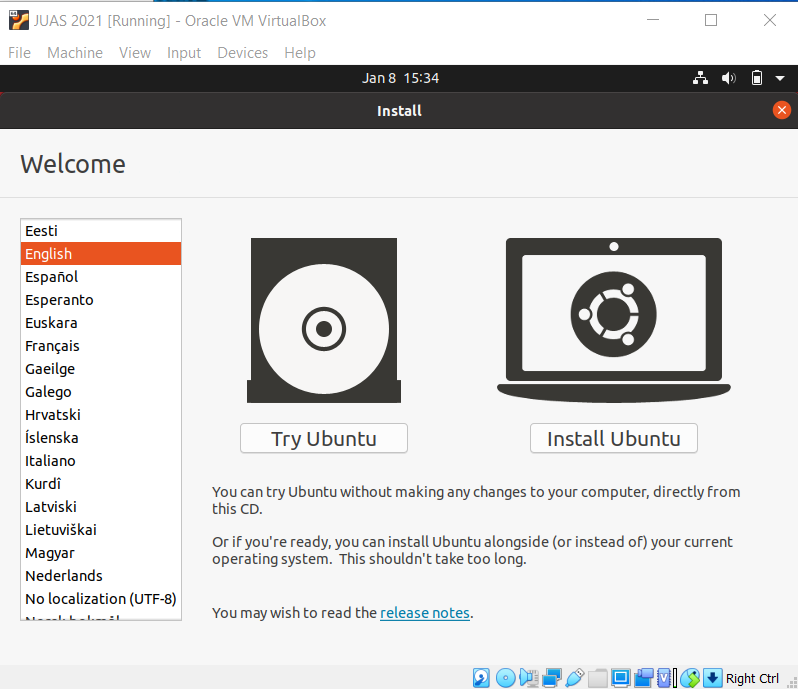 JUAS 2021 [Running] - Oracle VM VirtualBox
File Machine View Input Devices Help
Jan 8 15:34
Install
Welcome
Eesti
English
Español
Esperanto
Euskara
Français
Gaeilge
Galego
Hrvatski
Íslenska
Italiano
Kurdî
Latviski
Lietuviškai
Magyar
Nederlands
No localization (UTF-8)
Try Ubuntu
Install Ubuntu
You can try Ubuntu without making any changes to your computer, directly from
this CD.
Or if you're ready, you can install Ubuntu alongside (or instead of) your current
operating system. This shouldn't take too long.
You may wish to read the release notes.
Right Ctrl